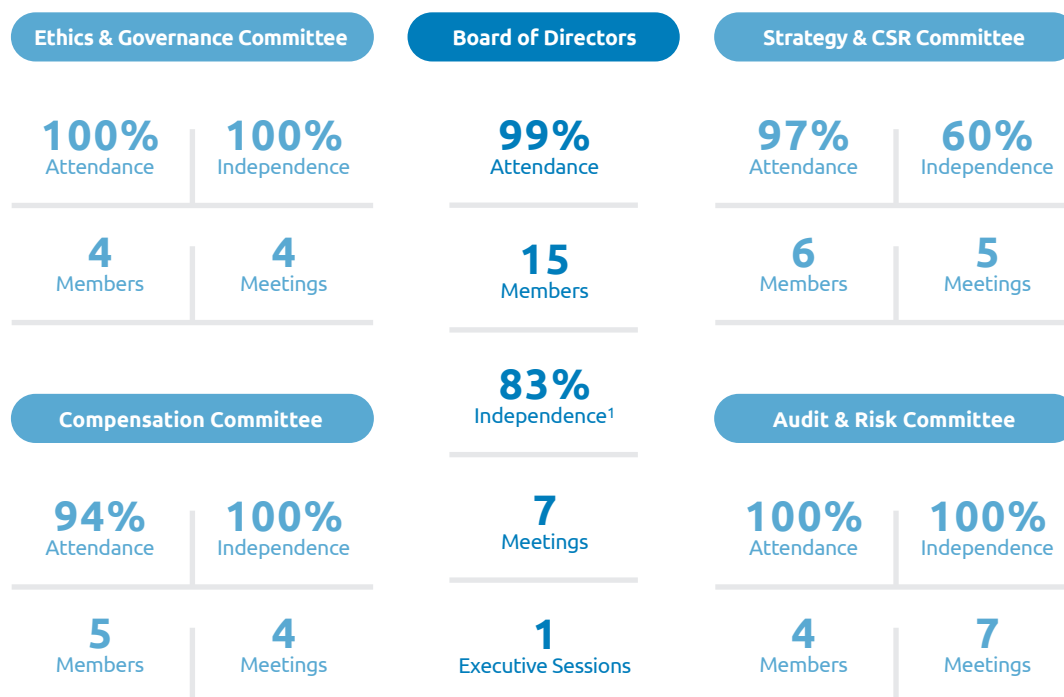 Ethics & Governance Committee
100%
Attendance
100%
Independence
4
Members
4
Meetings
Compensation Committee
94%
Attendance
100%
Independence
5
Members
4
Meetings
Board of Directors
99%
Attendance
15
Members
83%
Independence¹
7
Meetings
1
Executive Sessions
Strategy & CSR Committee
97%
Attendance
60%
Independence
6
Members
5
Meetings
Audit & Risk Committee
100%
Attendance
100%
Independence
4
Members
7
Meetings